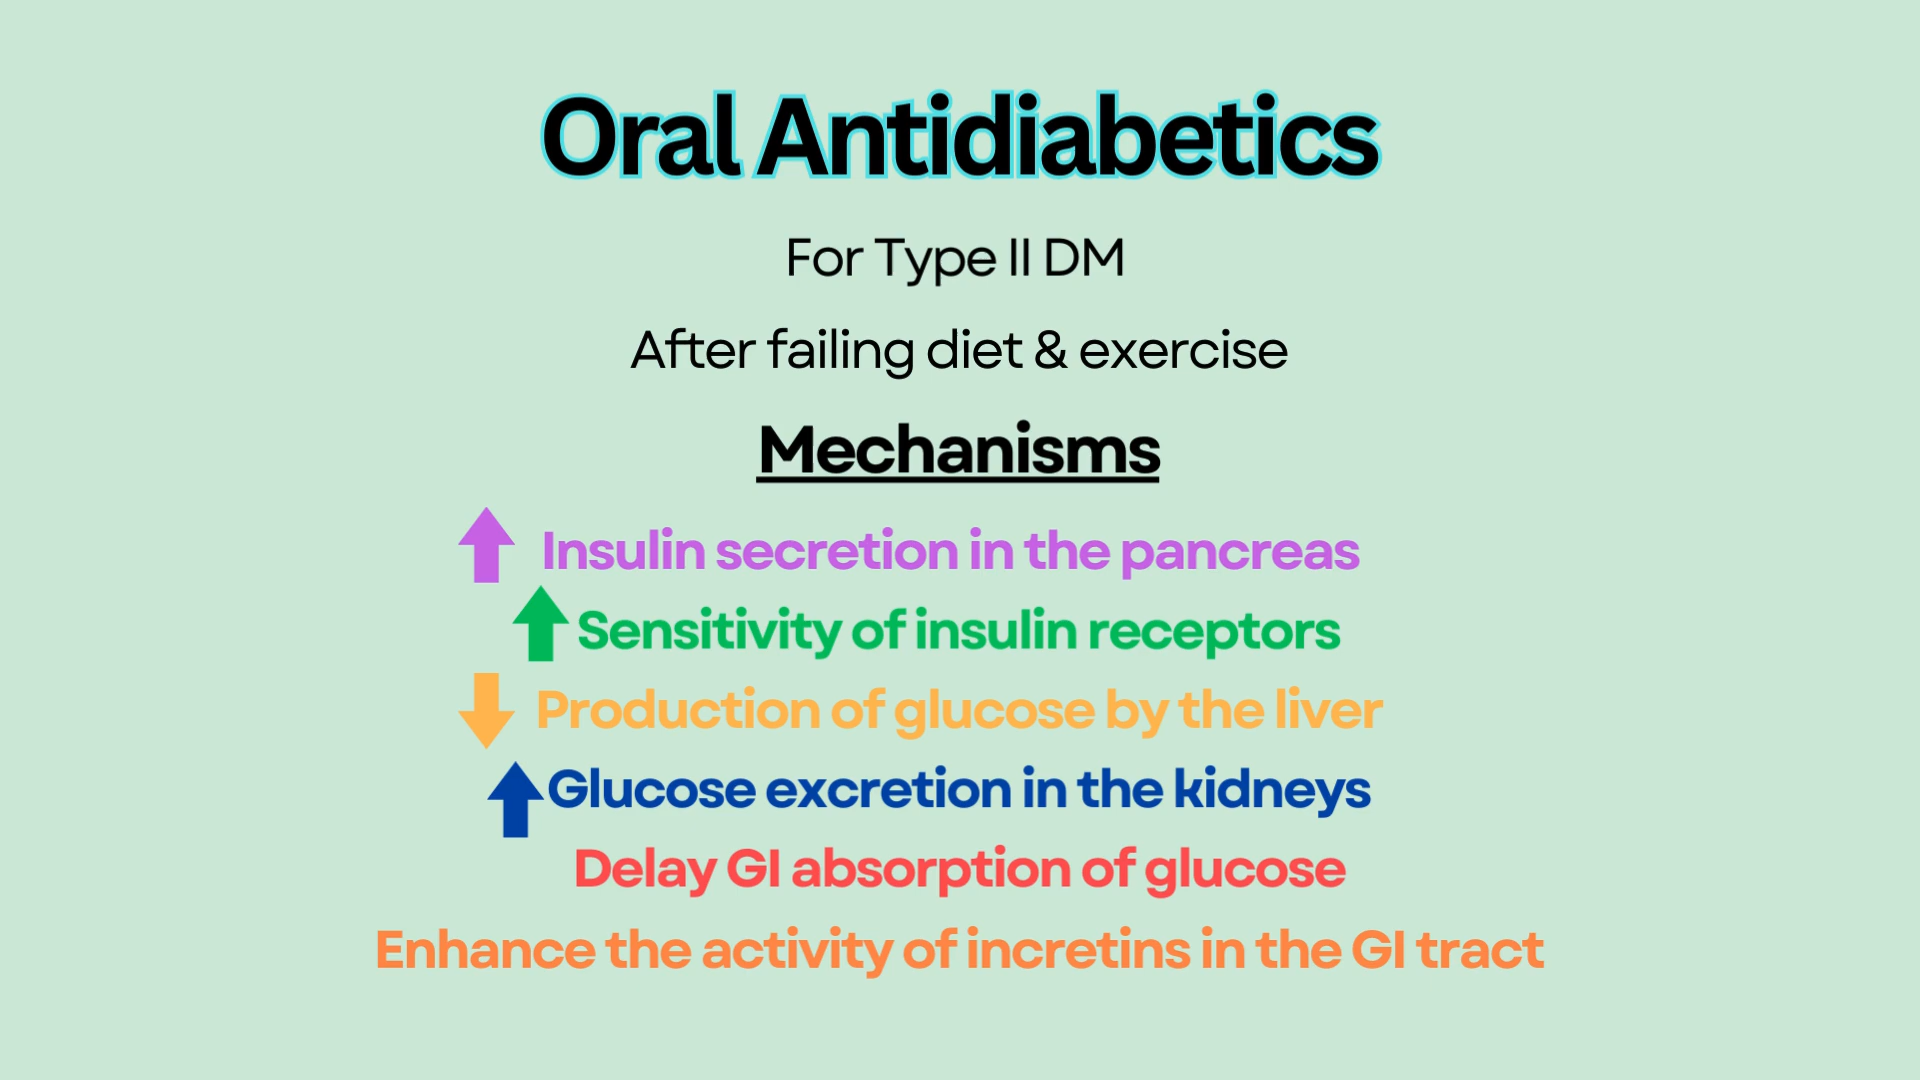 Oral Antidiabetics
For Type II DM
After failing diet & exercise
Mechanisms
Insulin secretion in the pancreas
Sensitivity of insulin receptors
Production of glucose by the liver
Glucose excretion in the kidneys
Delay GI absorption of glucose
Enhance the activity of incretins in the GI tract